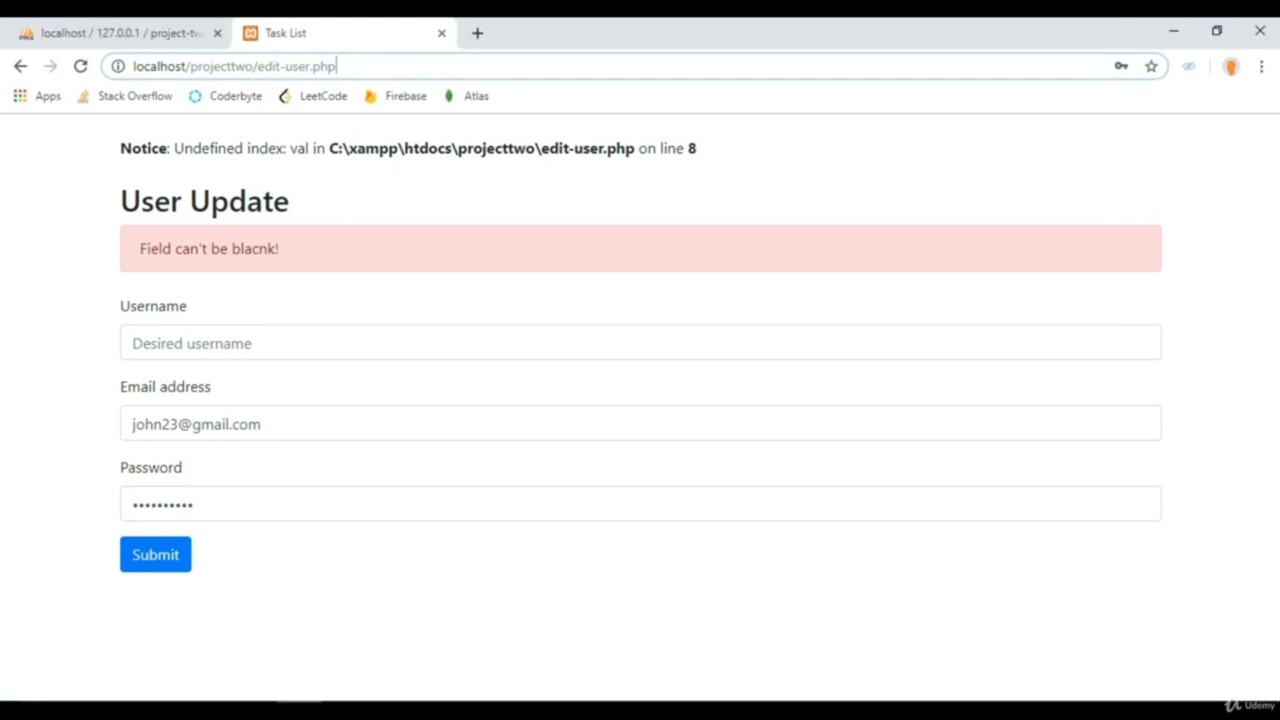 localhost / 127.0.0.1 / project-tw
Task List
localhost/projecttwo/edit-user.php
Apps Stack Overflow Coderbyte LeetCode Firebase Atlas
Notice: Undefined index: val in C:\xampp\htdocs\projecttwo\edit-user.php on line 8
User Update
Field can't be blacnk!
Username
Desired username
Email address
john23@gmail.com
Password
••••••••••
Submit
Udemy